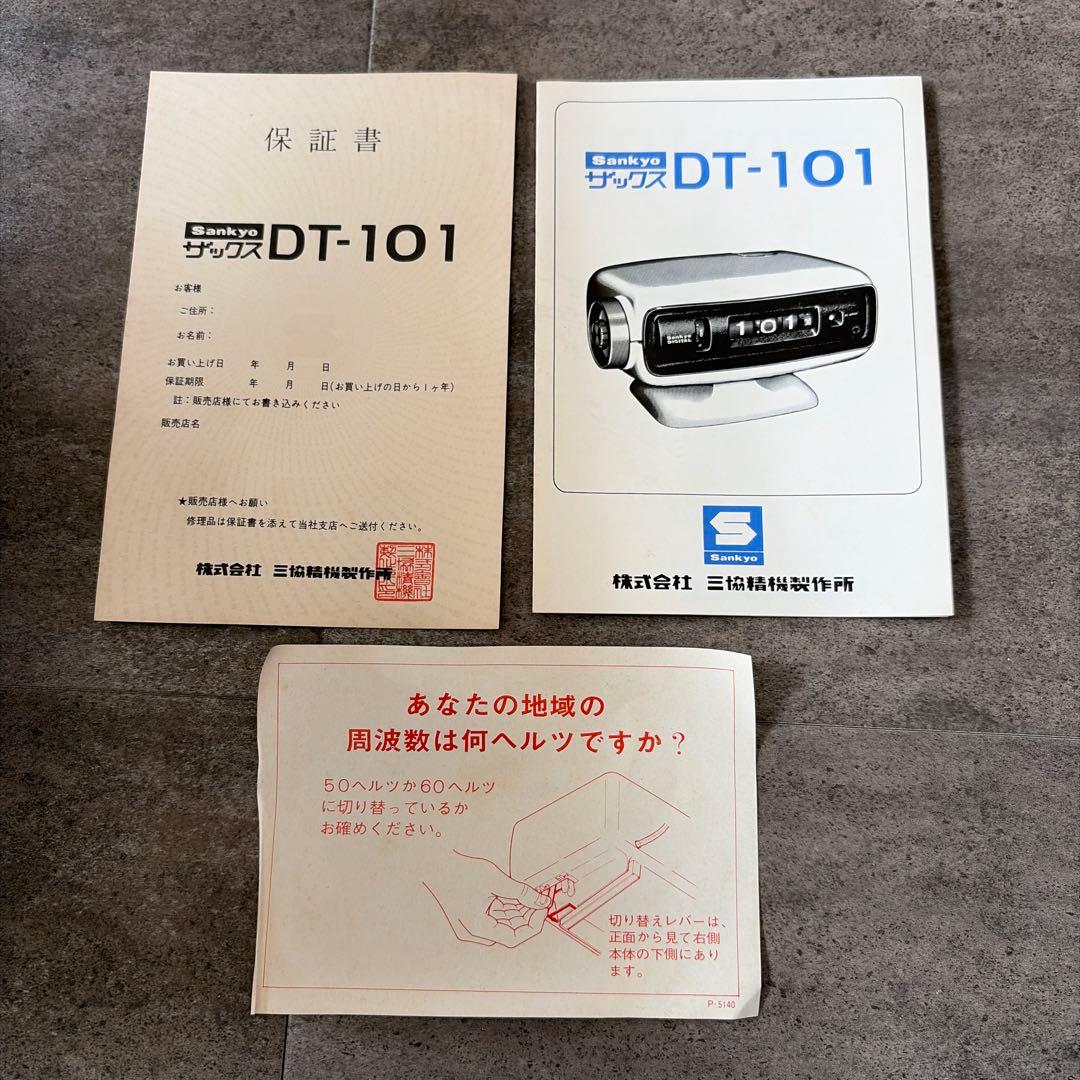 保証書
Sankyo
ザックス DT-101
お客様
ご住所：
お名前：
お買い上げ日 年 月 日
保証期限 年 月 日(お買い上げの日から1ヶ年)
註：販売店様にてお書き込みください
販売店名
★販売店様へお願い
修理品は保証書を添えて当社支店へご送付ください。
株式会社 三協精機製作所
Sankyo
ザックス DT-101
Sankyo
DIGITAL
1:01
Sankyo
株式会社 三協精機製作所
あなたの地域の
周波数は何ヘルツですか？
50ヘルツか60ヘルツ
に切り替っているか
お確めください。
切り替えレバーは、
正面から見て右側
本体の下側にあり
ます。
P-5140